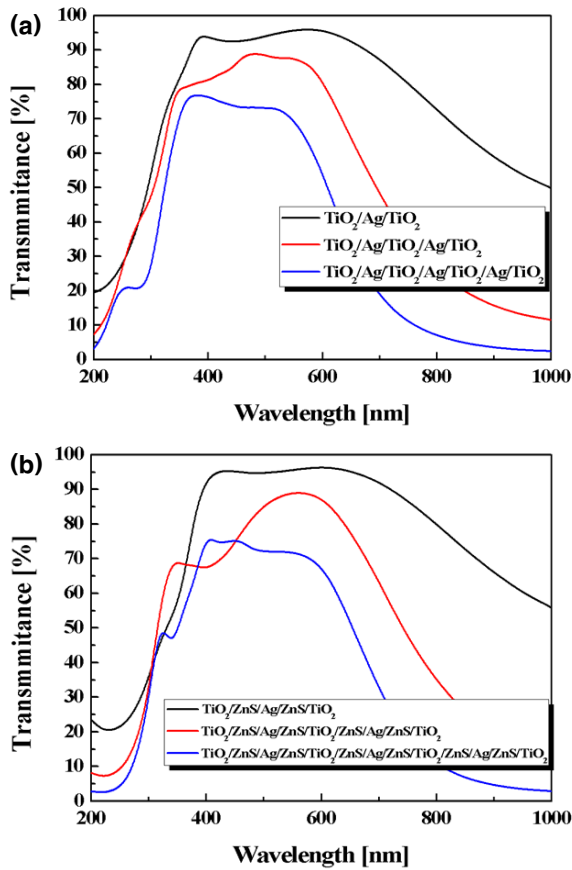 (a)
100
90
80
70
60
50
40
30
20
10
0
Transmmitance [%]
TiO₂/Ag/TiO₂
TiO₂/Ag/TiO₂/Ag/TiO₂
TiO₂/Ag/TiO₂/Ag/TiO₂/Ag/TiO₂
200 400 600 800 1000
Wavelength [nm]
(b)
100
90
80
70
60
50
40
30
20
10
0
Transmmitance [%]
TiO₂/ZnS/Ag/ZnS/TiO₂
TiO₂/ZnS/Ag/ZnS/TiO₂/ZnS/Ag/ZnS/TiO₂
TiO₂/ZnS/Ag/ZnS/TiO₂/ZnS/Ag/ZnS/TiO₂/ZnS/Ag/ZnS/TiO₂
200 400 600 800 1000
Wavelength [nm]